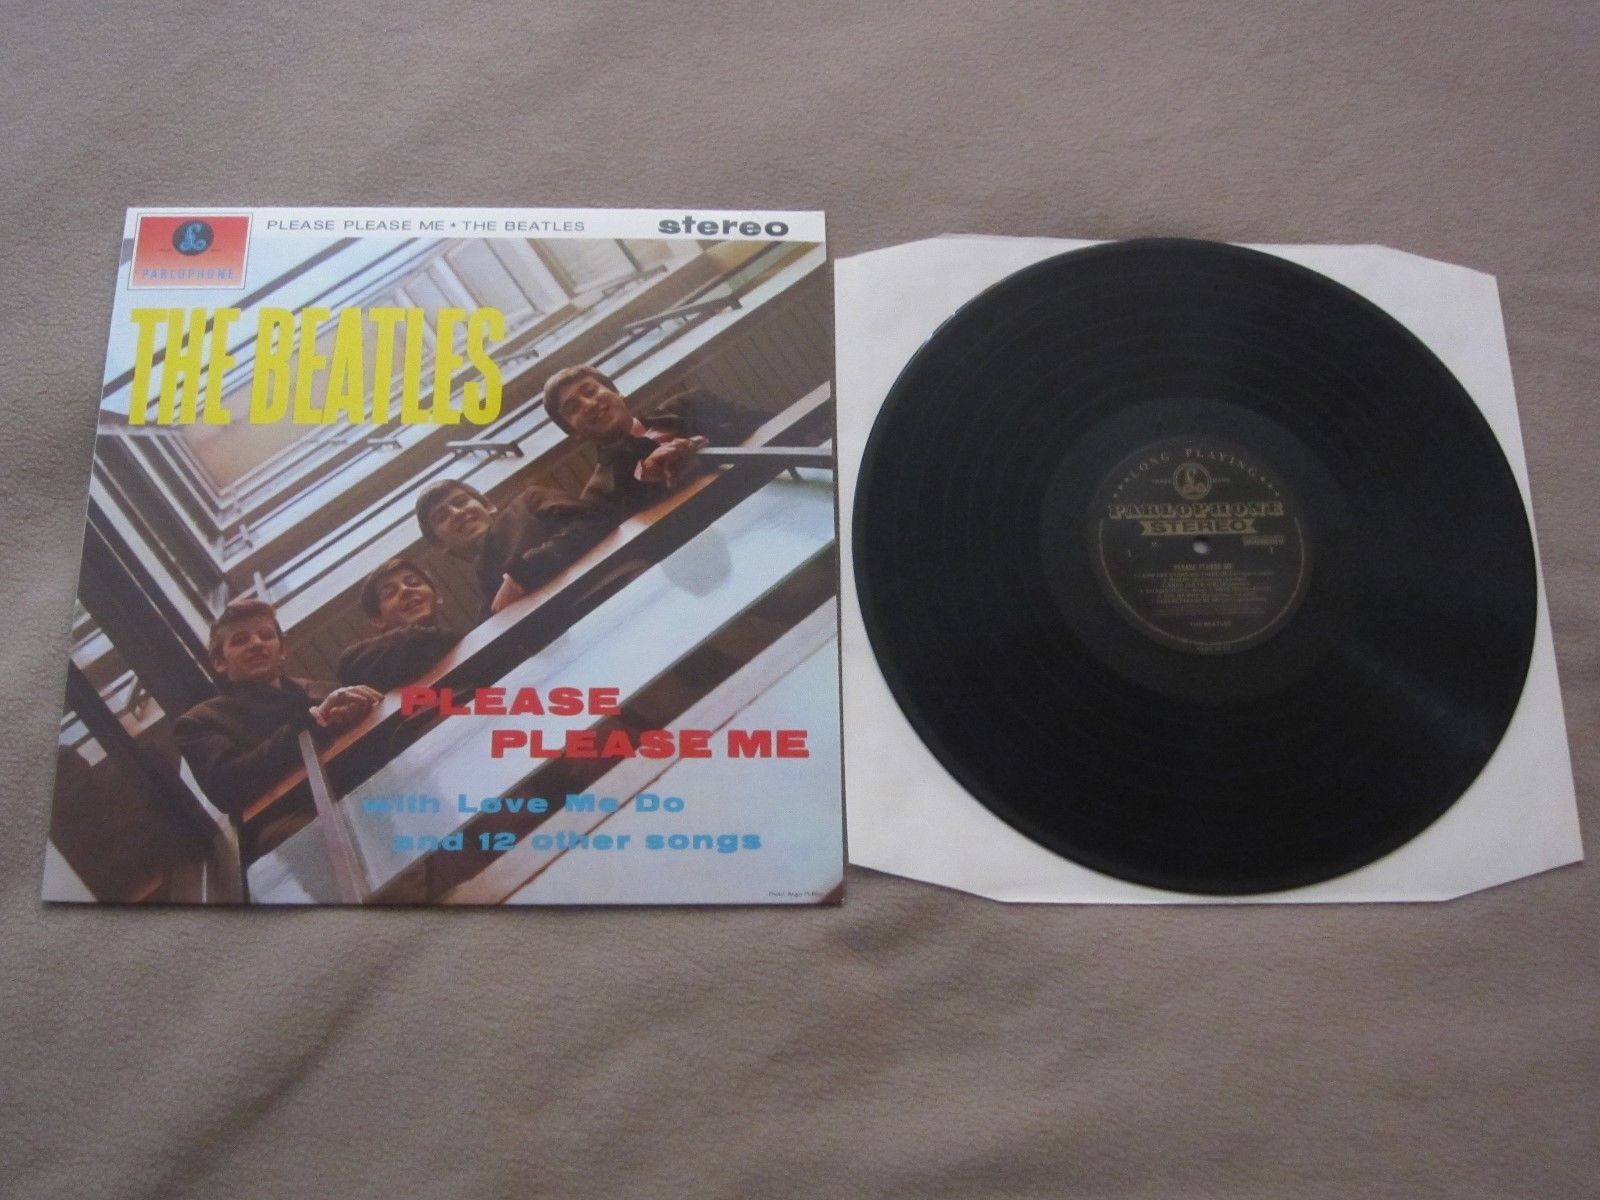 PARLOPHONE
PLEASE PLEASE ME ★ THE BEATLES
stereo
THE BEATLES
PLEASE
PLEASE ME
with Love Me Do
and 12 other songs
LONG PLAYING
PARLOPHONE
STEREO
PLEASE PLEASE ME
THE BEATLES